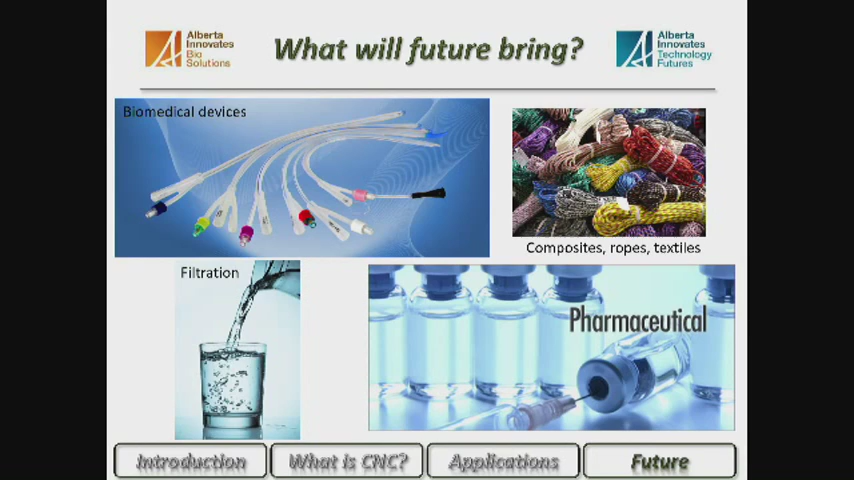 Alberta
Innovates
Bio
Solutions
What will future bring?
Alberta
Innovates
Technology
Futures
Biomedical devices
Composites, ropes, textiles
Filtration
Pharmaceutical
Introduction
What is CNC?
Applications
Future